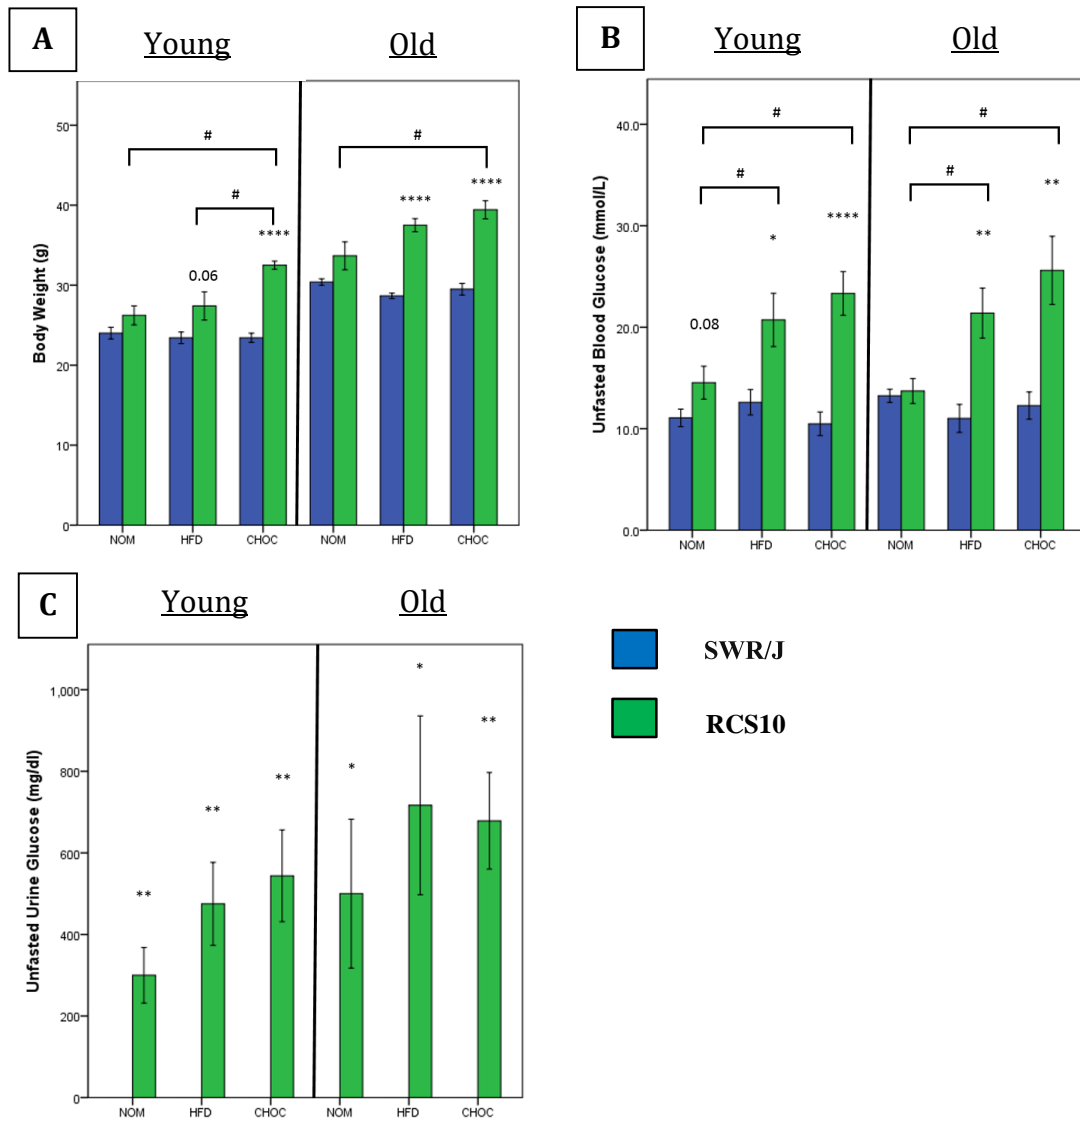 A
Young
Old
Body Weight (g)
50
40
30
20
10
0
#
#
#
0.06
****
****
****
NOM
HFD
CHOC
NOM
HFD
CHOC
B
Young
Old
Unfasted Blood Glucose (mmol/L)
40.0
30.0
20.0
10.0
0.0
#
#
#
#
0.08
*
****
**
**
NOM
HFD
CHOC
NOM
HFD
CHOC
C
Young
Old
Unfasted Urine Glucose (mg/dl)
1,000
800
600
400
200
0
**
**
**
*
*
**
NOM
HFD
CHOC
NOM
HFD
CHOC
SWR/J
RCS10